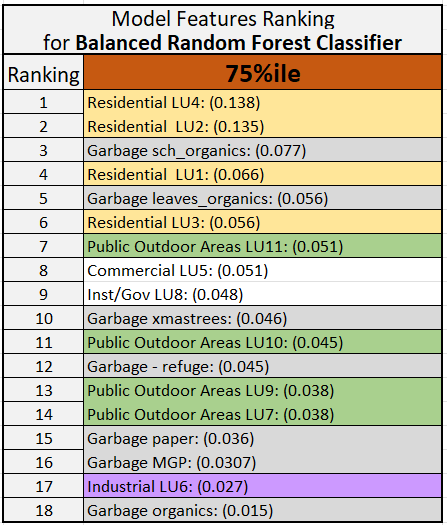 Model Features Ranking
for Balanced Random Forest Classifier
Ranking 75%ile
1 Residential LU4: (0.138)
2 Residential LU2: (0.135)
3 Garbage sch_organics: (0.077)
4 Residential LU1: (0.066)
5 Garbage leaves_organics: (0.056)
6 Residential LU3: (0.056)
7 Public Outdoor Areas LU11: (0.051)
8 Commercial LU5: (0.051)
9 Inst/Gov LU8: (0.048)
10 Garbage xmastrees: (0.046)
11 Public Outdoor Areas LU10: (0.045)
12 Garbage - refuge: (0.045)
13 Public Outdoor Areas LU9: (0.038)
14 Public Outdoor Areas LU7: (0.038)
15 Garbage paper: (0.036)
16 Garbage MGP: (0.0307)
17 Industrial LU6: (0.027)
18 Garbage organics: (0.015)